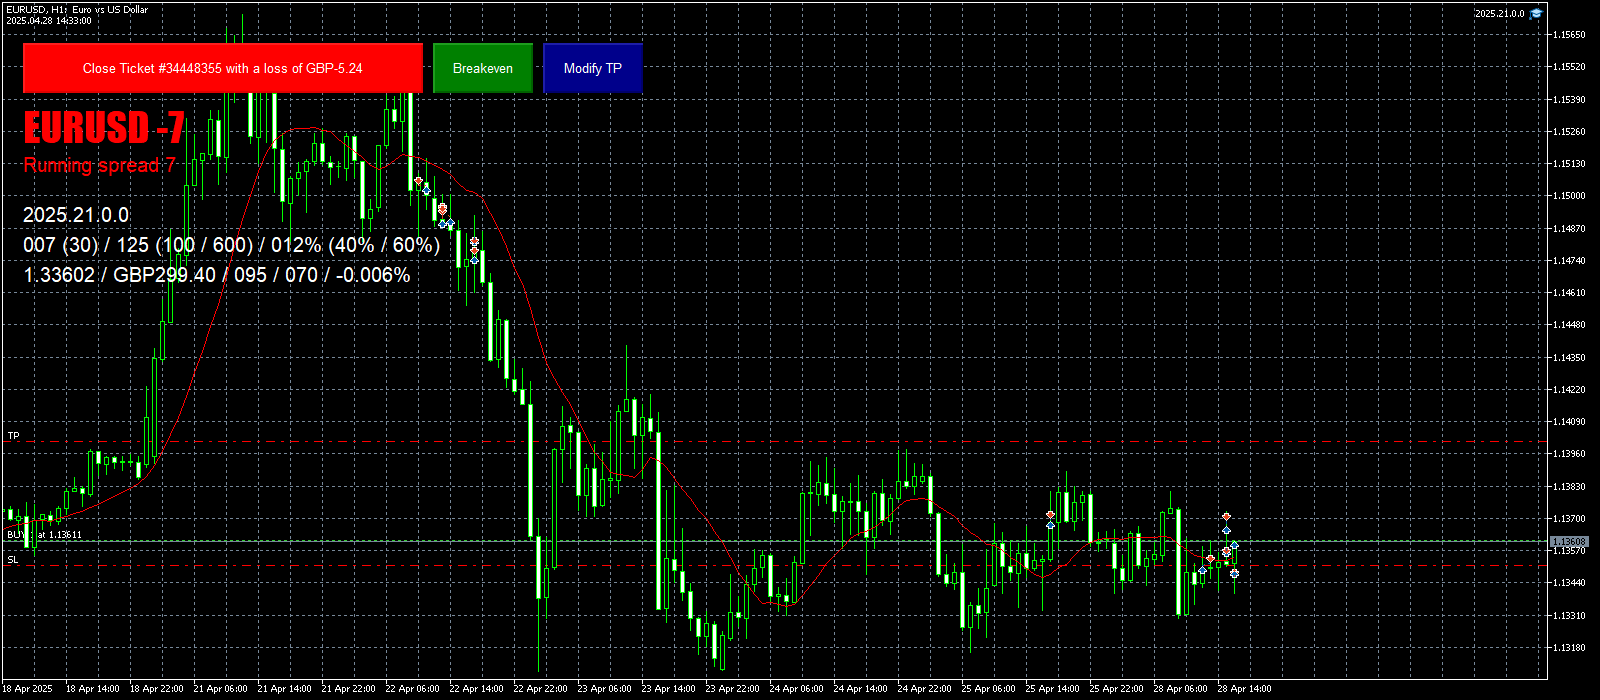 EURUSD, H1: Euro vs US Dollar
2025.04.28 14:33:00
2025.21.0.0
Close Ticket #34448355 with a loss of GBP-5.24
Breakeven
Modify TP
EURUSD -7
Running spread 7
2025.21.0.0
007 (30) / 125 (100 / 600) / 012% (40% / 60%)
1.33602 / GBP299.40 / 095 / 070 / -0.006%
TP
BUY at 1.13611
SL
1.15650
1.15520
1.15390
1.15260
1.15130
1.15000
1.14870
1.14740
1.14610
1.14480
1.14350
1.14220
1.14090
1.13960
1.13830
1.13700
1.13608
1.13570
1.13440
1.13310
1.13180
18 Apr 2025
18 Apr 14:00
18 Apr 22:00
21 Apr 06:00
21 Apr 14:00
21 Apr 22:00
22 Apr 06:00
22 Apr 14:00
22 Apr 22:00
23 Apr 06:00
23 Apr 14:00
23 Apr 22:00
24 Apr 06:00
24 Apr 14:00
24 Apr 22:00
25 Apr 06:00
25 Apr 14:00
25 Apr 22:00
28 Apr 06:00
28 Apr 14:00